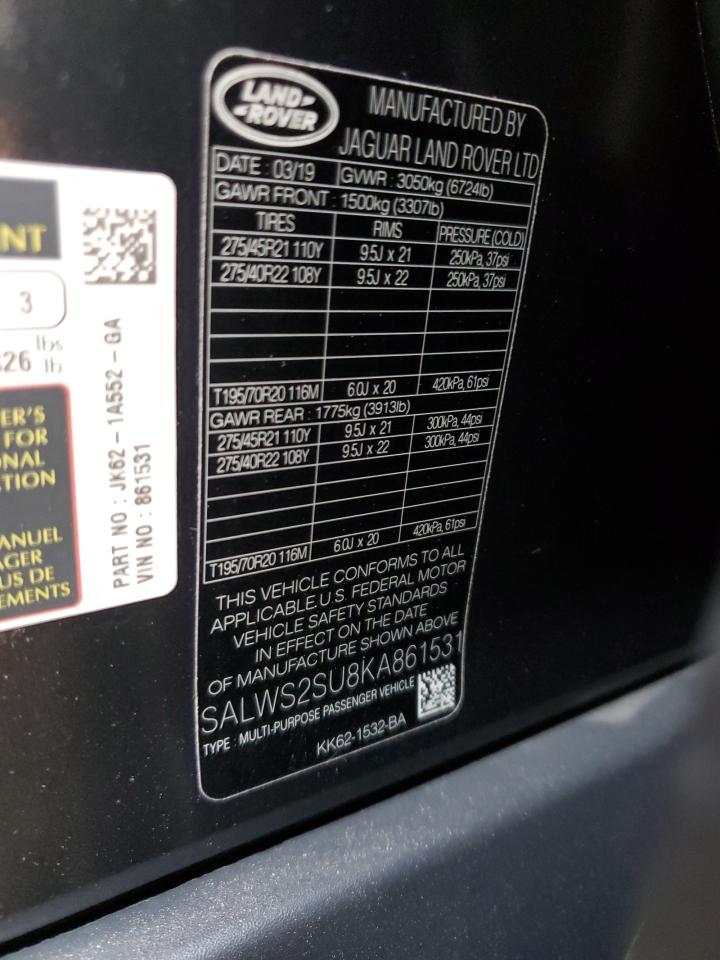 NT
3
lbs
26 lb
ER'S
FOR
ONAL
TION
ANUEL
AGER
US DE
EMENTS
PART NO : JK62 - 1A552 - GA
VIN NO : 861531
LAND-
-ROVER
MANUFACTURED BY
JAGUAR LAND ROVER LTD
DATE : 03/19 GVWR : 3050kg (6724lb)
GAWR FRONT : 1500kg (3307lb)
TIRES RIMS PRESSURE (COLD)
275/45R21 110Y 9.5J x 21 250kPa, 37psi
275/40R22 108Y 9.5J x 22 250kPa, 37psi
T195/70R20 116M 6.0J x 20 420kPa, 61psi
GAWR REAR : 1775kg (3913lb)
275/45R21 110Y 9.5J x 21 300kPa, 44psi
275/40R22 108Y 9.5J x 22 300kPa, 44psi
T195/70R20 116M 6.0J x 20 420kPa, 61psi
THIS VEHICLE CONFORMS TO ALL
APPLICABLE U.S. FEDERAL MOTOR
VEHICLE SAFETY STANDARDS
IN EFFECT ON THE DATE
OF MANUFACTURE SHOWN ABOVE
SALWS2SU8KA861531
TYPE : MULTI-PURPOSE PASSENGER VEHICLE
KK62-1532-BA